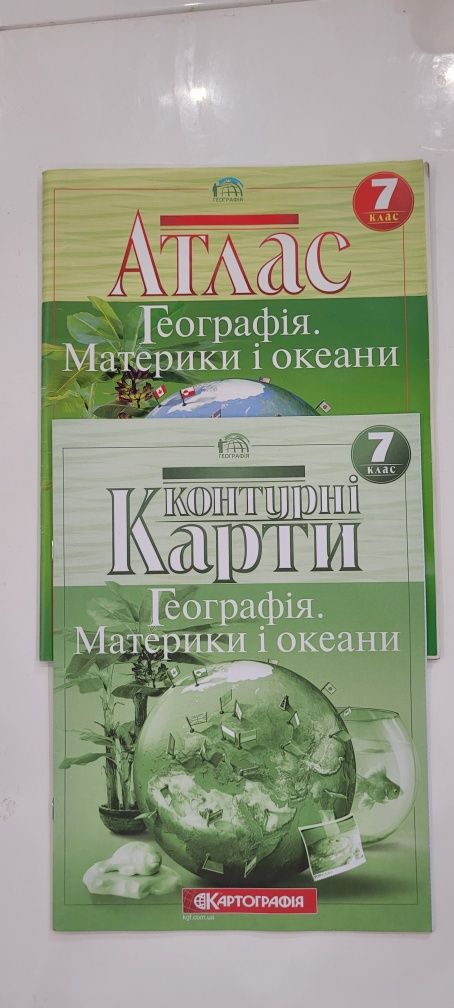 ГЕОГРАФІЯ
7
КЛАС
АТЛАС
Географія.
Материки і океани
ГЕОГРАФІЯ
7
КЛАС
КОНТУРНІ
Карти
Географія.
Материки і океани
КАРТОГРАФІЯ
kgf.com.ua